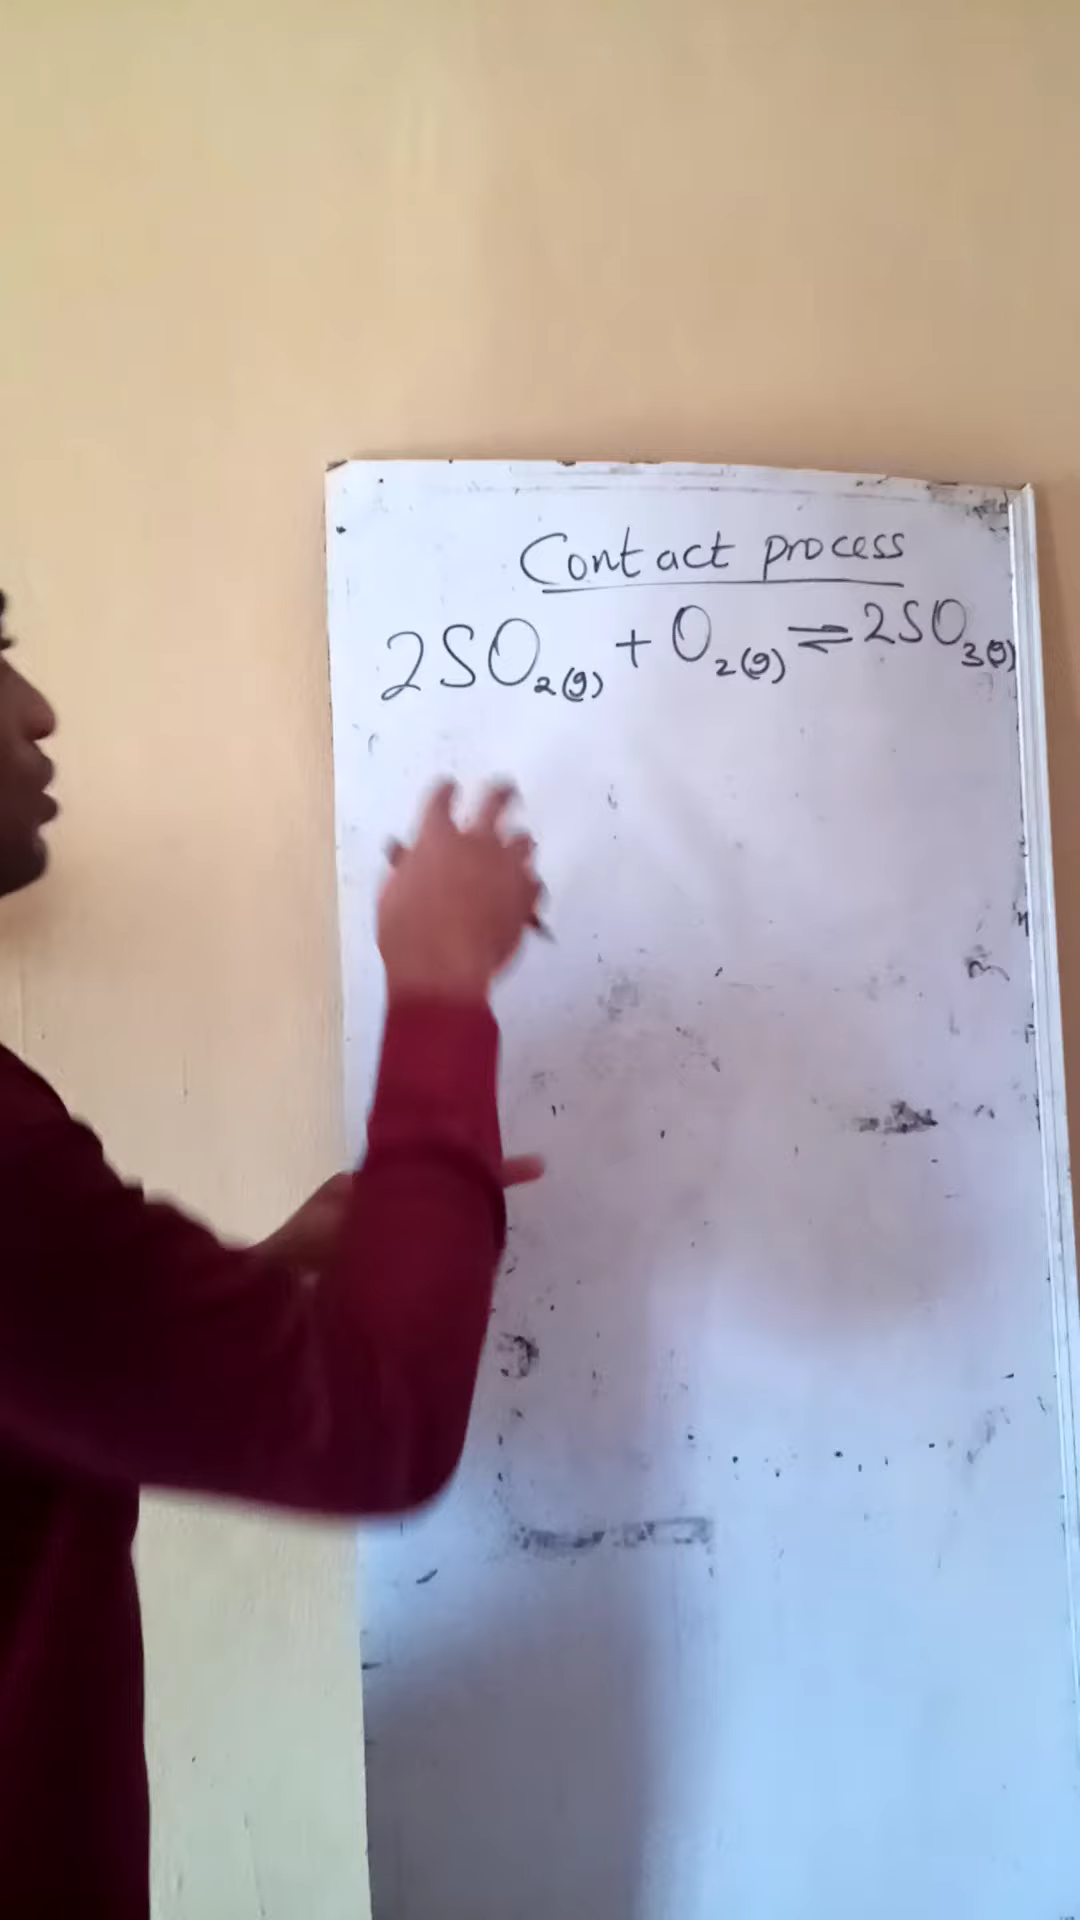 Contact process
2SO₂(g) + O₂(g) ⇌ 2SO₃(g)